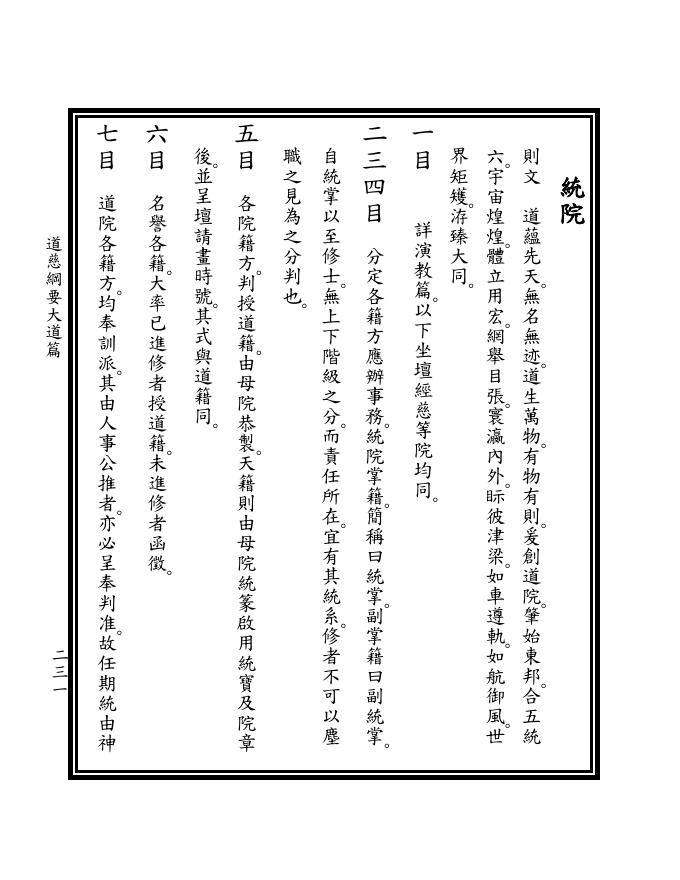 統院
則文　道蘊先天。無名無迹。道生萬物。有物有則。爰創道院。肇始東邦。合五統
六。宇宙煌煌。體立用宏。網舉目張。寰瀛內外。眎彼津梁。如車遵軌。如航御風。世
界矩矱。洊臻大同。
一目　詳演教篇。以下坐壇經慈等院均同。
二三四目　分定各籍方應辦事務。統院掌籍。簡稱曰統掌。副掌籍曰副統掌。
自統掌以至修士。無上下階級之分。而責任所在。宜有其統系。修者不可以塵
職之見為之分判也。
五目　各院籍方。判授道籍。由母院恭製。天籍則由母院統篆啟用統寶及院章
後。並呈壇請畫時號。其式與道籍同。
六目　名譽各籍。大率已進修者授道籍。未進修者函徵。
七目　道院各籍方。均奉訓派。其由人事公推者。亦必呈奉判准。故任期統由神
道慈綱要大道篇
二三一